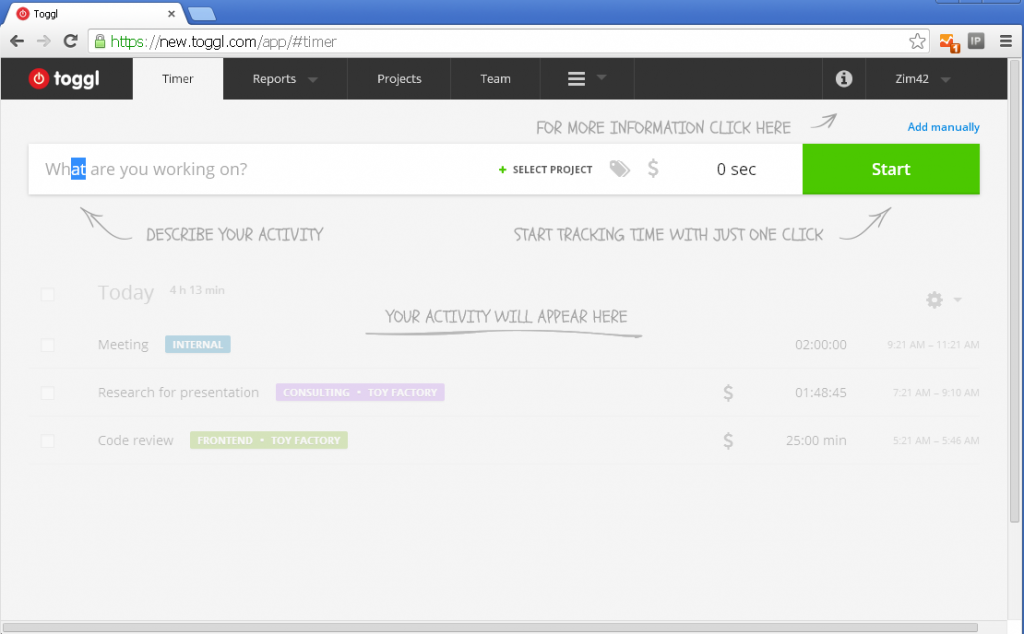 Toggl
https://new.toggl.com/app/#timer
1
IP
toggl
Timer
Reports
Projects
Team
Zim42
FOR MORE INFORMATION CLICK HERE
Add manually
What are you working on?
+ SELECT PROJECT
$
0 sec
Start
DESCRIBE YOUR ACTIVITY
START TRACKING TIME WITH JUST ONE CLICK
Today 4 h 13 min
YOUR ACTIVITY WILL APPEAR HERE
Meeting INTERNAL 02:00:00 9:21 AM – 11:21 AM
Research for presentation CONSULTING • TOY FACTORY $ 01:48:45 7:21 AM – 9:10 AM
Code review FRONTEND • TOY FACTORY $ 25:00 min 5:21 AM – 5:46 AM